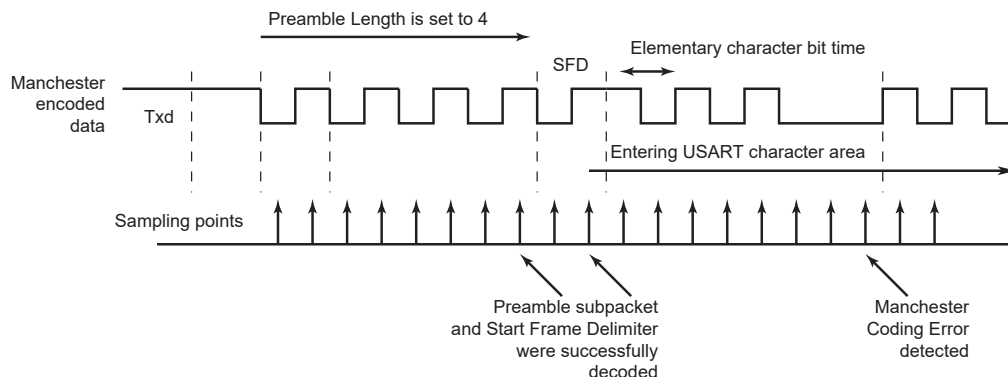 Preamble Length is set to 4
Elementary character bit time
SFD
Manchester
encoded
data
Txd
Entering USART character area
Sampling points
Preamble subpacket
and Start Frame Delimiter
were successfully
decoded
Manchester
Coding Error
detected